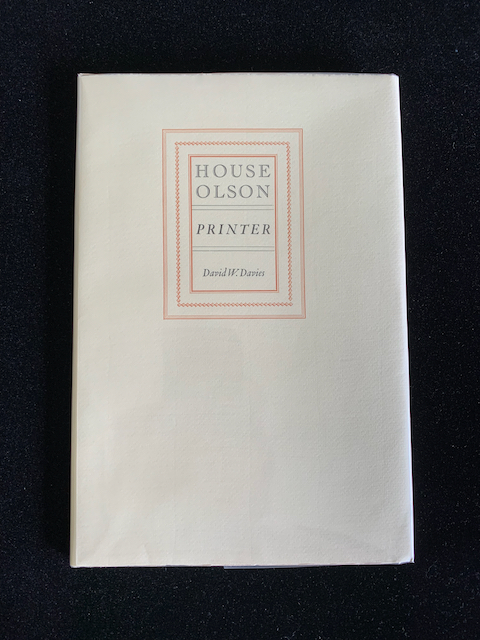 HOUSE
OLSON
PRINTER
David W. Davies